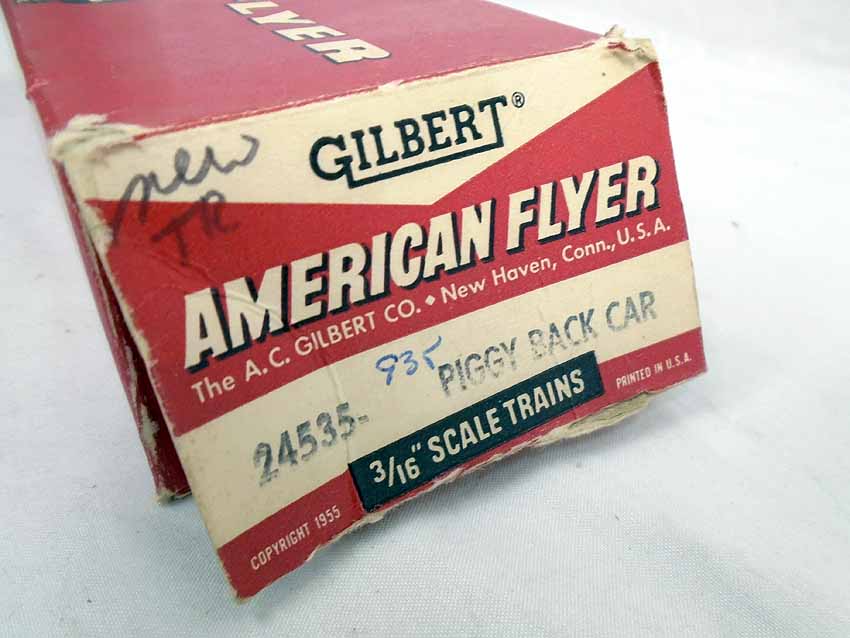 LYER
GILBERT®
new
TR
AMERICAN FLYER
The A.C. GILBERT CO. ♦ New Haven, Conn., U.S.A.
935
24535- PIGGY BACK CAR
3/16" SCALE TRAINS
PRINTED IN U.S.A.
COPYRIGHT 1955